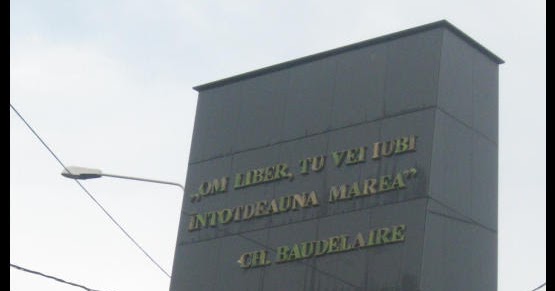 „OM LIBER, TU VEI IUBI
INTOTDEAUNA MAREA”
CH. BAUDELAIRE